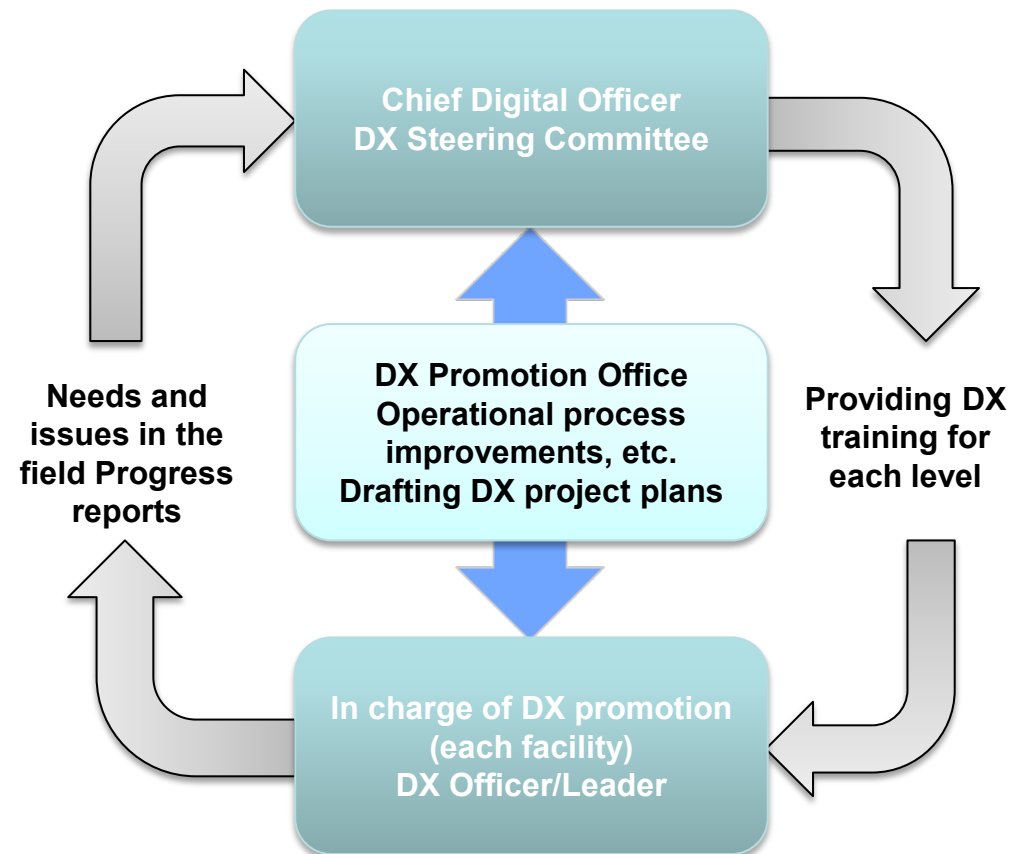 Chief Digital Officer
DX Steering Committee
Needs and
issues in the
field Progress
reports
DX Promotion Office
Operational process
improvements, etc.
Drafting DX project plans
Providing DX
training for
each level
In charge of DX promotion
(each facility)
DX Officer/Leader